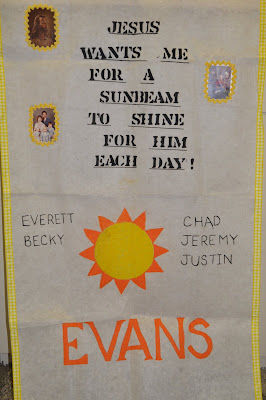 JESUS
WANTS ME
FOR A
SUNBEAM
TO SHINE
FOR HIM
EACH DAY!
EVERETT
BECKY
CHAD
JEREMY
JUSTIN
EVANS